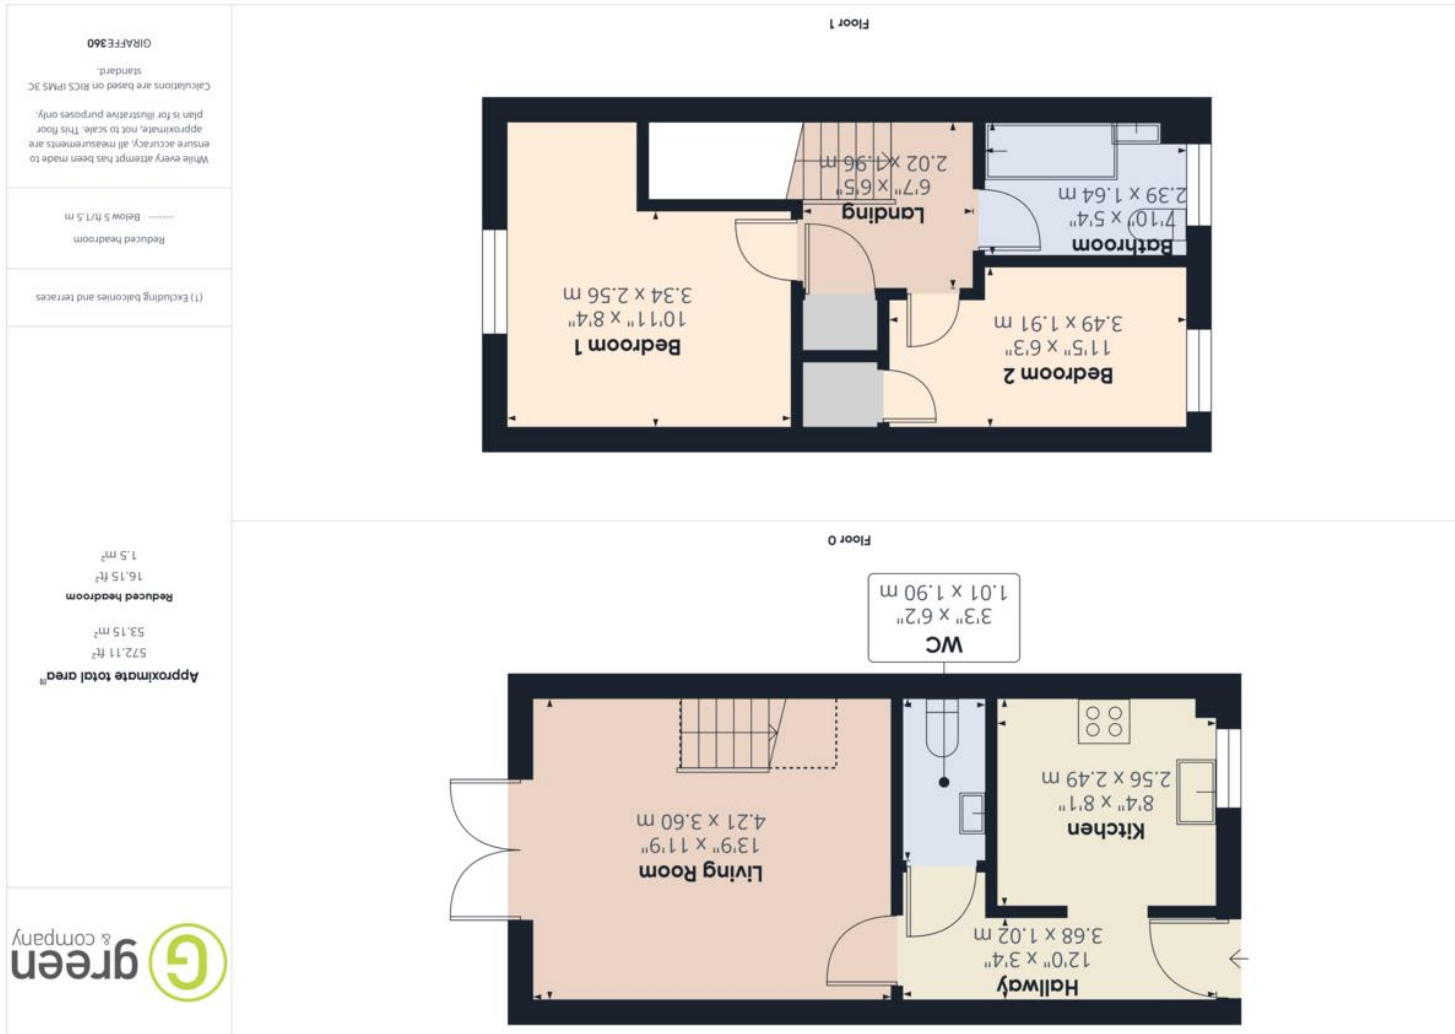 green
& company
Approximate total area⁽¹⁾
572.11 ft²
53.15 m²
Reduced headroom
16.15 ft²
1.5 m²
(1) Excluding balconies and terraces
Reduced headroom
Below 5 ft/1.5 m
While every attempt has been made to
ensure accuracy, all measurements are
approximate, not to scale. This floor
plan is for illustrative purposes only.
Calculations are based on RICS IPMS 3C
standard.
GIRAFFE360
Hallway
12'0" x 3'4"
3.68 x 1.02 m
Kitchen
8'4" x 8'1"
2.56 x 2.49 m
Living Room
13'9" x 11'9"
4.21 x 3.60 m
WC
3'3" x 6'2"
1.01 x 1.90 m
Floor 0
Bedroom 2
11'5" x 6'3"
3.49 x 1.91 m
Bedroom 1
10'11" x 8'4"
3.34 x 2.56 m
Bathroom
7'10" x 5'4"
2.39 x 1.64 m
Landing
6'7" x 6'5"
2.02 x 1.96 m
Floor 1